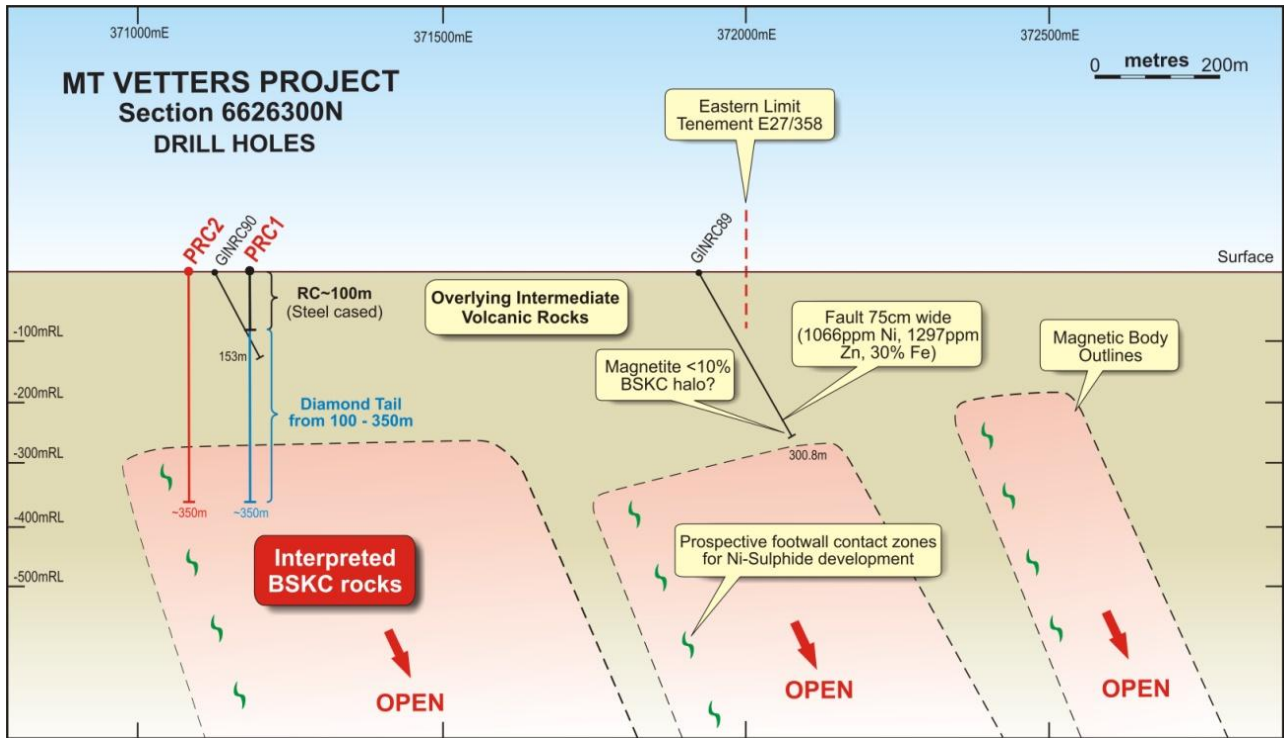 371000mE
371500mE
372000mE
372500mE
MT VETTERS PROJECT
Section 6626300N
DRILL HOLES
0 metres 200m
Eastern Limit
Tenement E27/358
PRC2
GINRC90
PRC1
GINRC89
Surface
RC~100m
(Steel cased)
Overlying Intermediate
Volcanic Rocks
Fault 75cm wide
(1066ppm Ni, 1297ppm
Zn, 30% Fe)
Magnetic Body
Outlines
-100mRL
153m
Magnetite <10%
BSKC halo?
-200mRL
Diamond Tail
from 100 - 350m
-300mRL
300.8m
~350m
~350m
-400mRL
Interpreted
BSKC rocks
Prospective footwall contact zones
for Ni-Sulphide development
-500mRL
OPEN
OPEN
OPEN